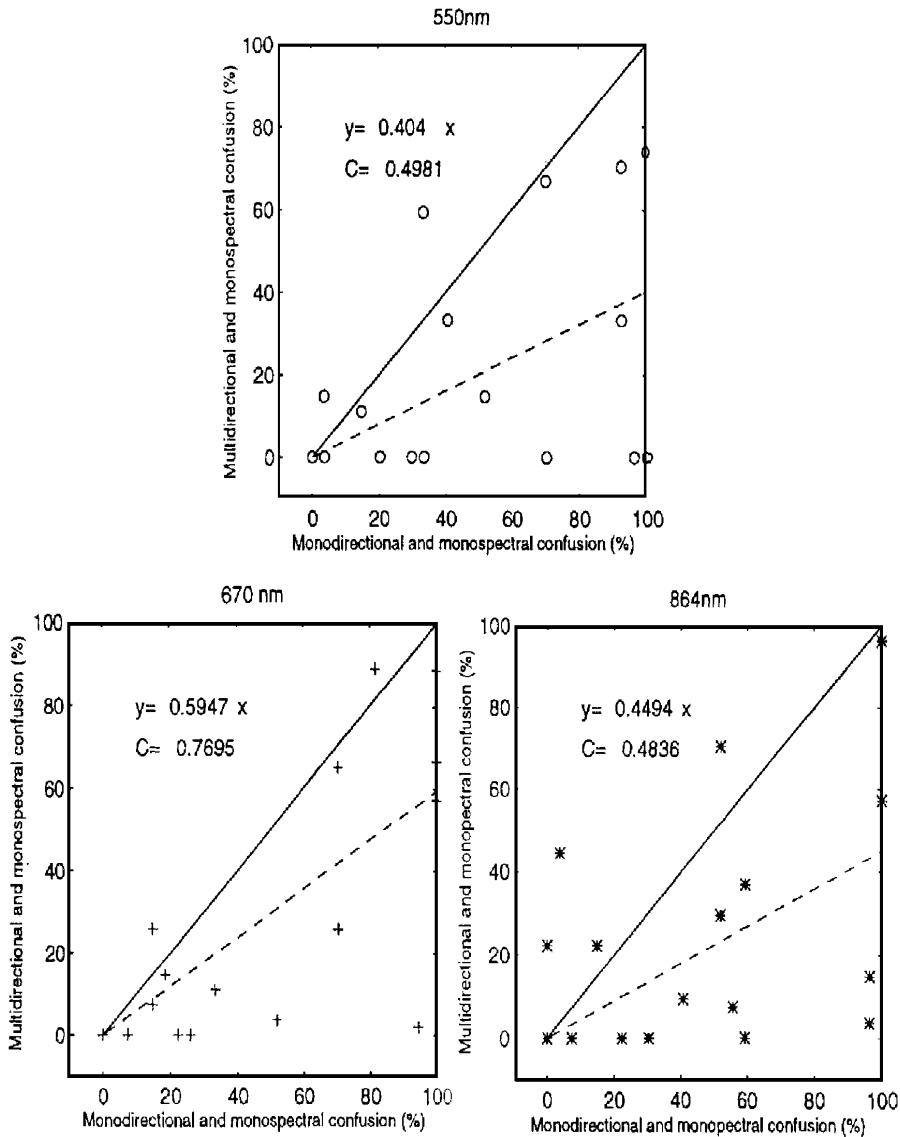 550nm
Multidirectional and monospectral confusion (%)
100
80
60
40
20
0
y= 0.404 x
C= 0.4981
0 20 40 60 80 100
Monodirectional and monospectral confusion (%)
670 nm
Multidirectional and monospectral confusion (%)
100
80
60
40
20
0
y= 0.5947 x
C= 0.7695
0 20 40 60 80 100
Monodirectional and monospectral confusion (%)
864nm
Multidirectional and monopectral confusion (%)
100
80
60
40
20
0
y= 0.4494 x
C= 0.4836
0 20 40 60 80 100
Monodirectional and monospectral confusion (%)